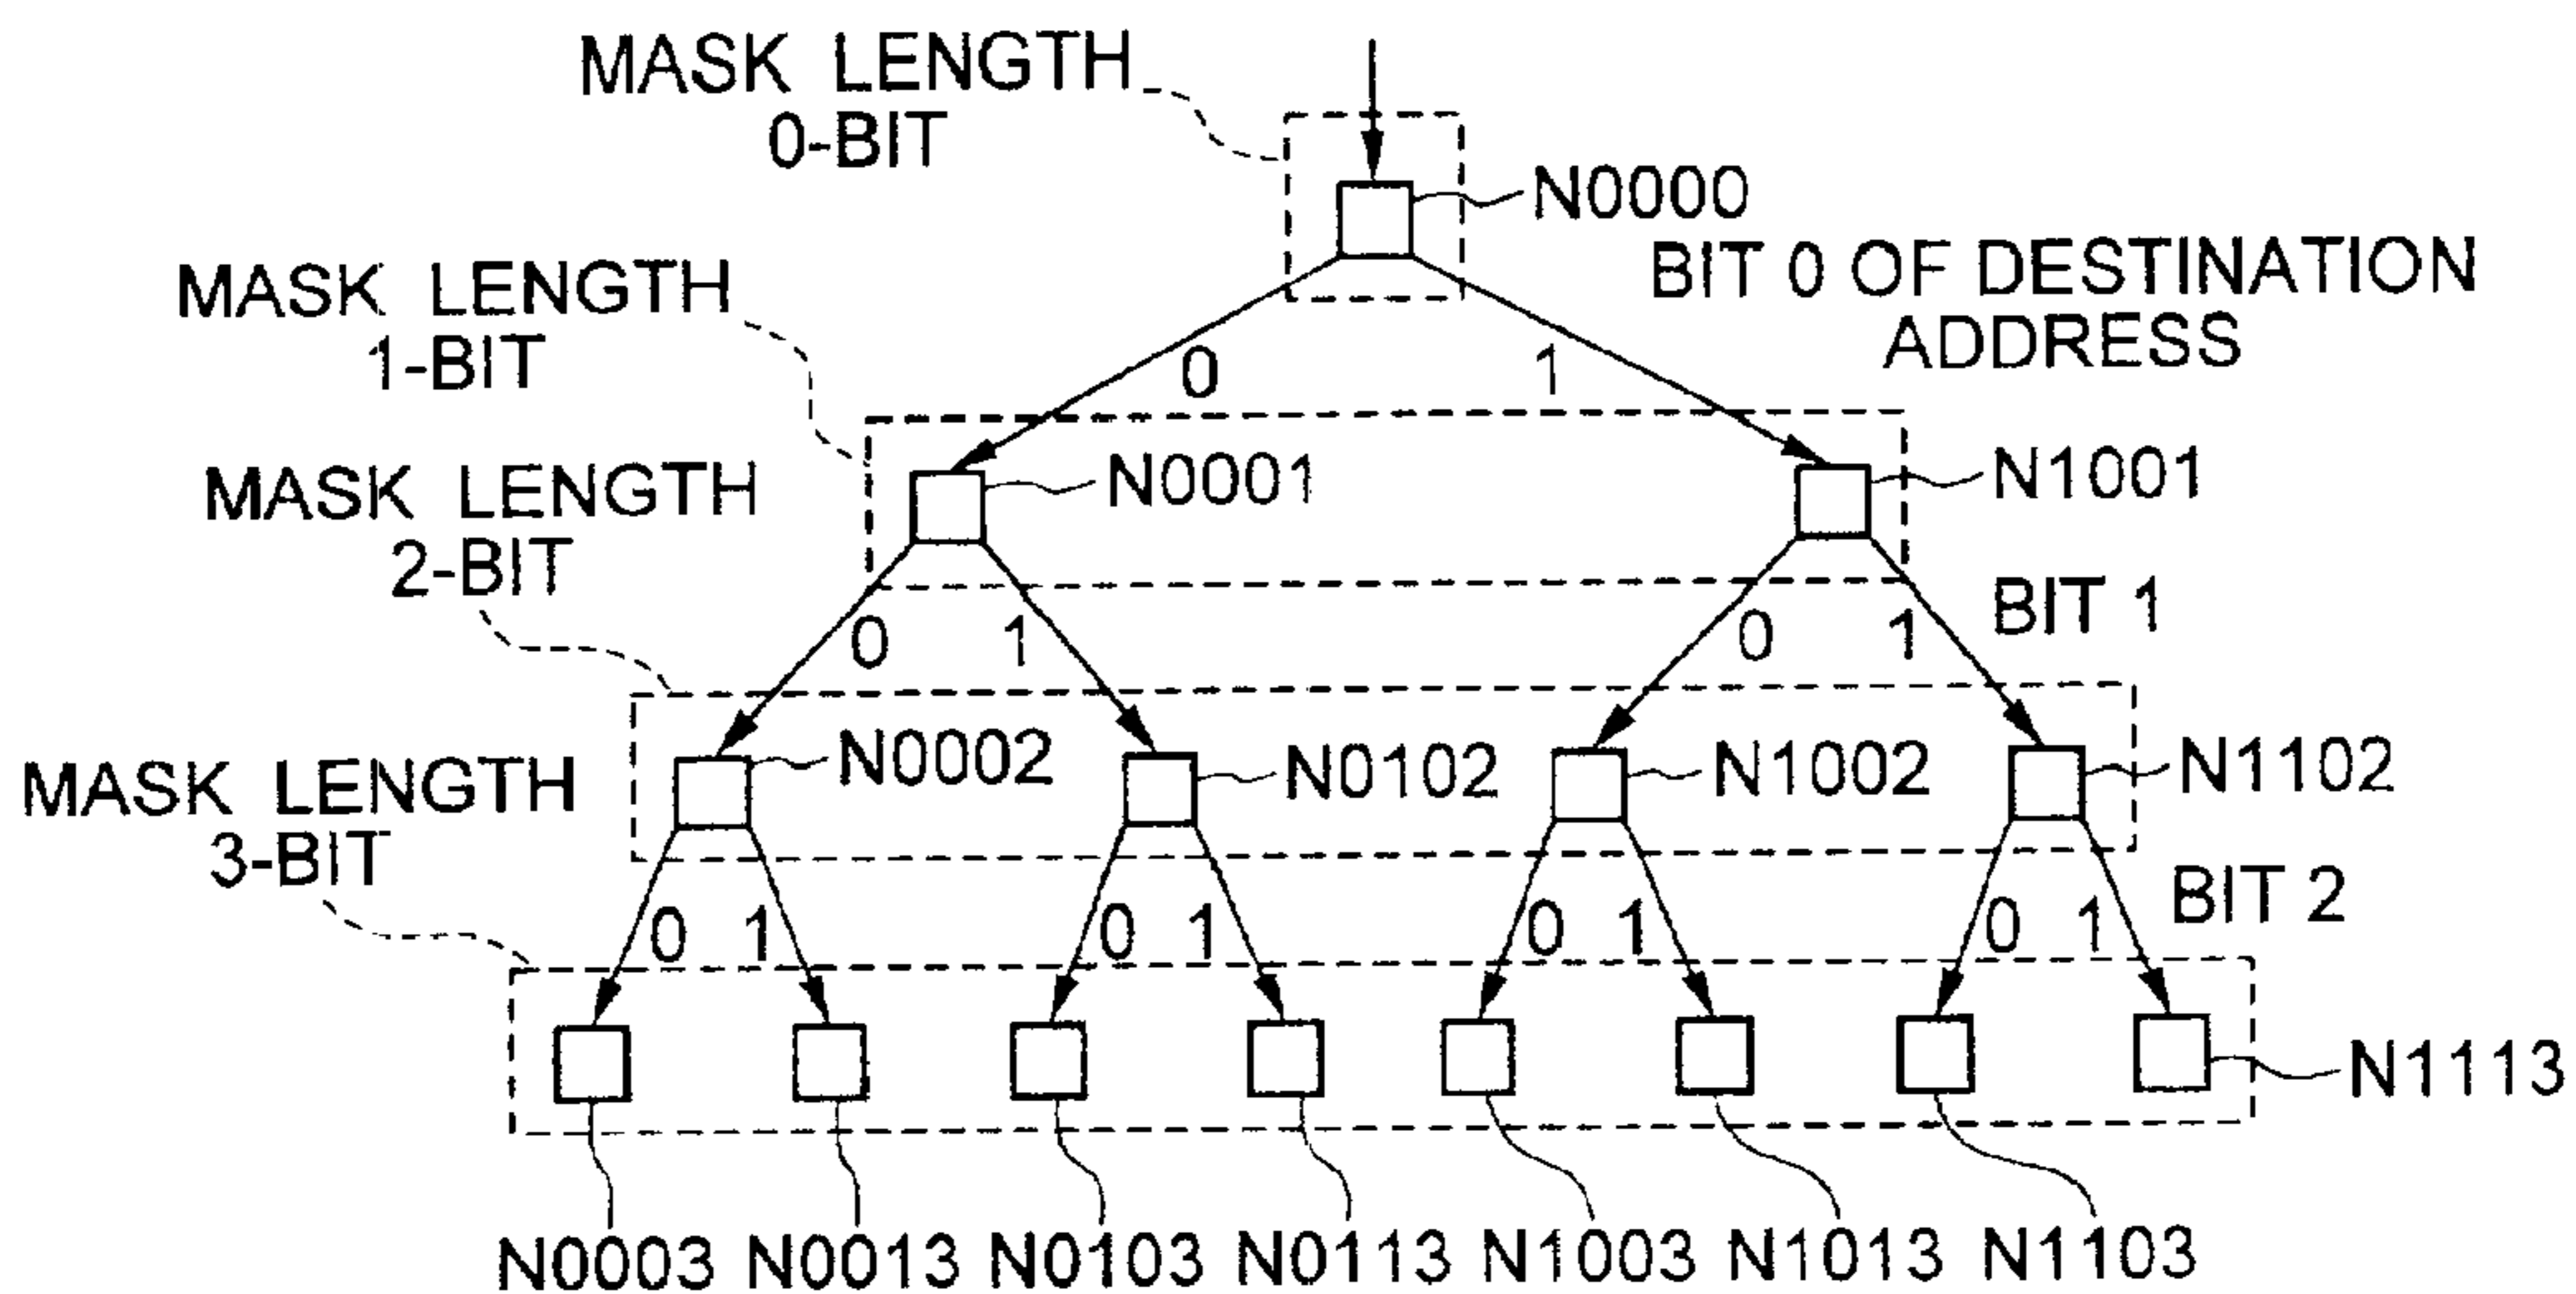 MASK LENGTH
0-BIT
N0000
BIT 0 OF DESTINATION
ADDRESS
MASK LENGTH
1-BIT
0 1
N0001 N1001
MASK LENGTH
2-BIT
0 1 0 1 BIT 1
N0002 N0102 N1002 N1102
MASK LENGTH
3-BIT
0 1 0 1 0 1 0 1 BIT 2
N1113
N0003 N0013 N0103 N0113 N1003 N1013 N1103